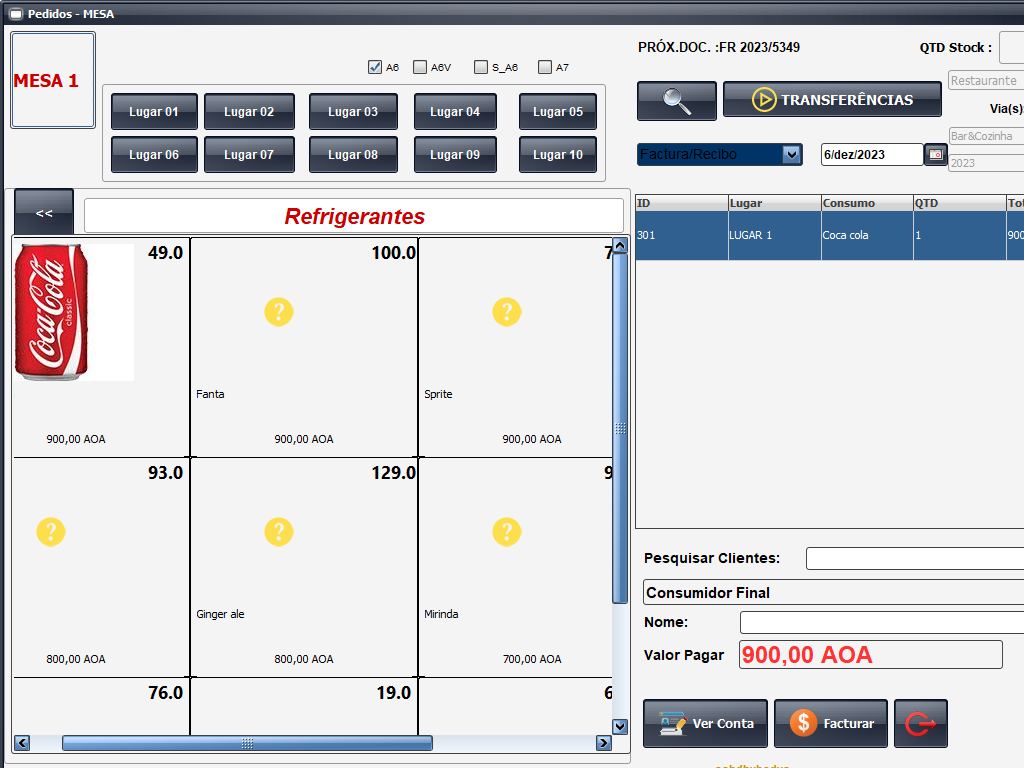 Pedidos - MESA
MESA 1
A6
A6V
S_A6
A7
Lugar 01
Lugar 02
Lugar 03
Lugar 04
Lugar 05
Lugar 06
Lugar 07
Lugar 08
Lugar 09
Lugar 10
PRÓX.DOC. :FR 2023/5349
QTD Stock :
TRANSFERÊNCIAS
Restaurante
Via(s)
Factura/Recibo
6/dez/2023
Bar&Cozinha
2023
<<
Refrigerantes
49.0
100.0
7
Coca-Cola
classic
Fanta
Sprite
900,00 AOA
900,00 AOA
900,00 AOA
93.0
129.0
9
?
?
?
?
?
Ginger ale
Mirinda
800,00 AOA
800,00 AOA
700,00 AOA
76.0
19.0
6
ID
Lugar
Consumo
QTD
Tot
301
LUGAR 1
Coca cola
1
900
Pesquisar Clientes:
Consumidor Final
Nome:
Valor Pagar
900,00 AOA
Ver Conta
$ Facturar